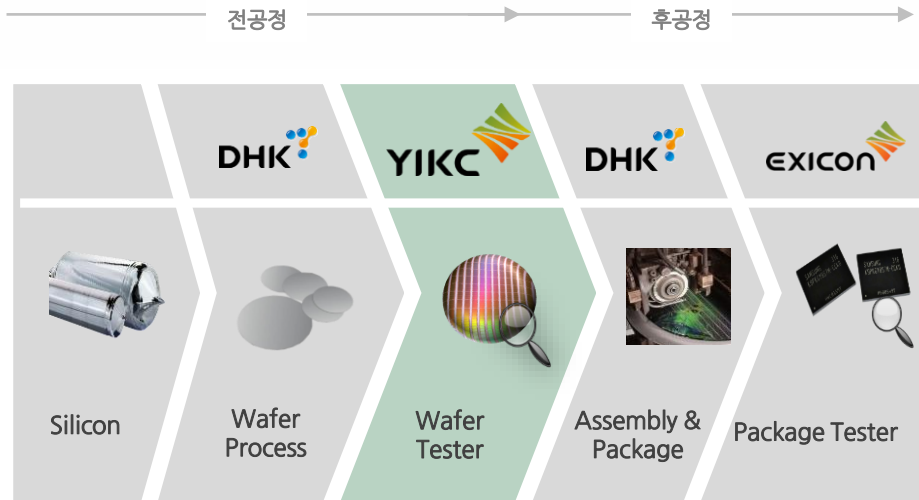 전공정
후공정
DHK
YIKC
DHK
EXICON
Silicon
Wafer
Process
Wafer
Tester
Assembly &
Package
Package Tester